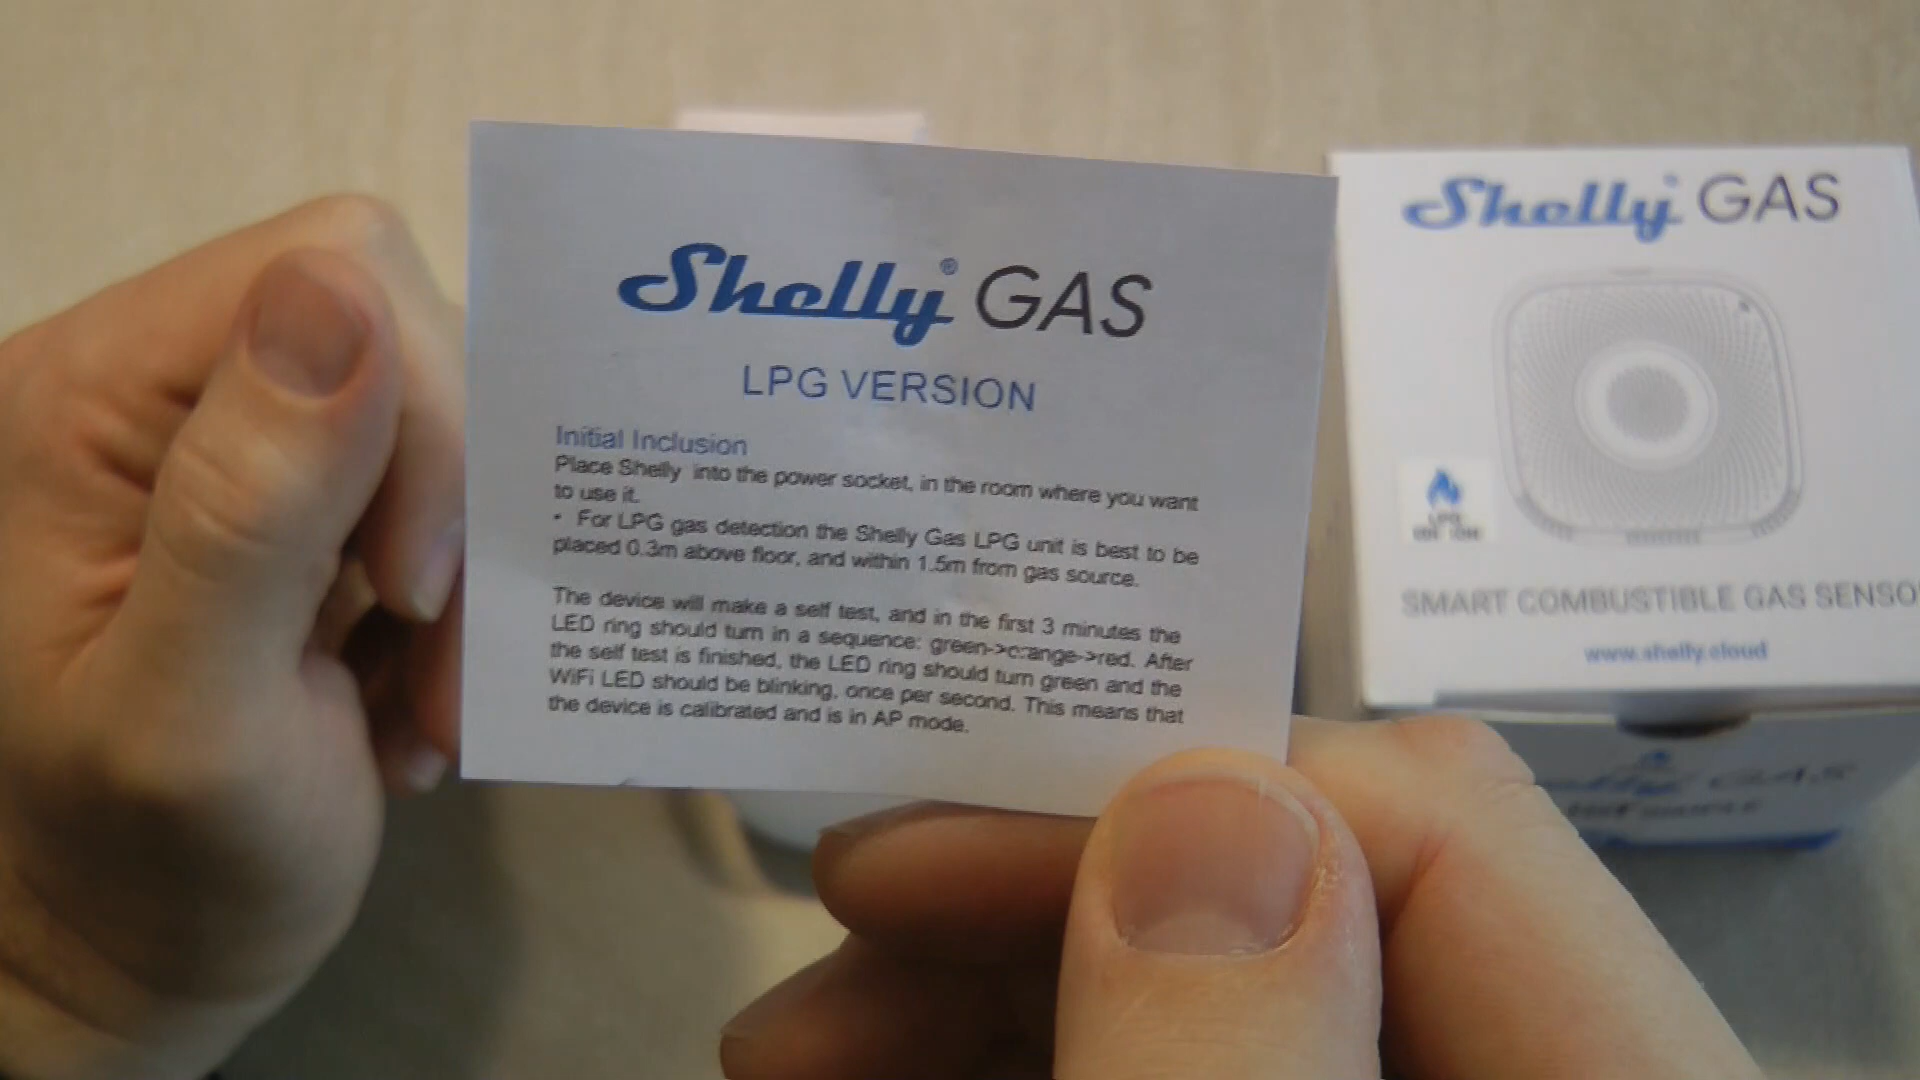 Shelly® GAS
LPG VERSION
Initial Inclusion
Place Shelly into the power socket, in the room where you want
to use it.
• For LPG gas detection the Shelly Gas LPG unit is best to be
placed 0.3m above floor, and within 1.5m from gas source.
The device will make a self test, and in the first 3 minutes the
LED ring should turn in a sequence: green->orange->red. After
the self test is finished, the LED ring should turn green and the
WiFi LED should be blinking, once per second. This means that
the device is calibrated and is in AP mode.
Shelly® GAS
LPG
SMART COMBUSTIBLE GAS SENSO
www.shelly.cloud
Shelly GAS